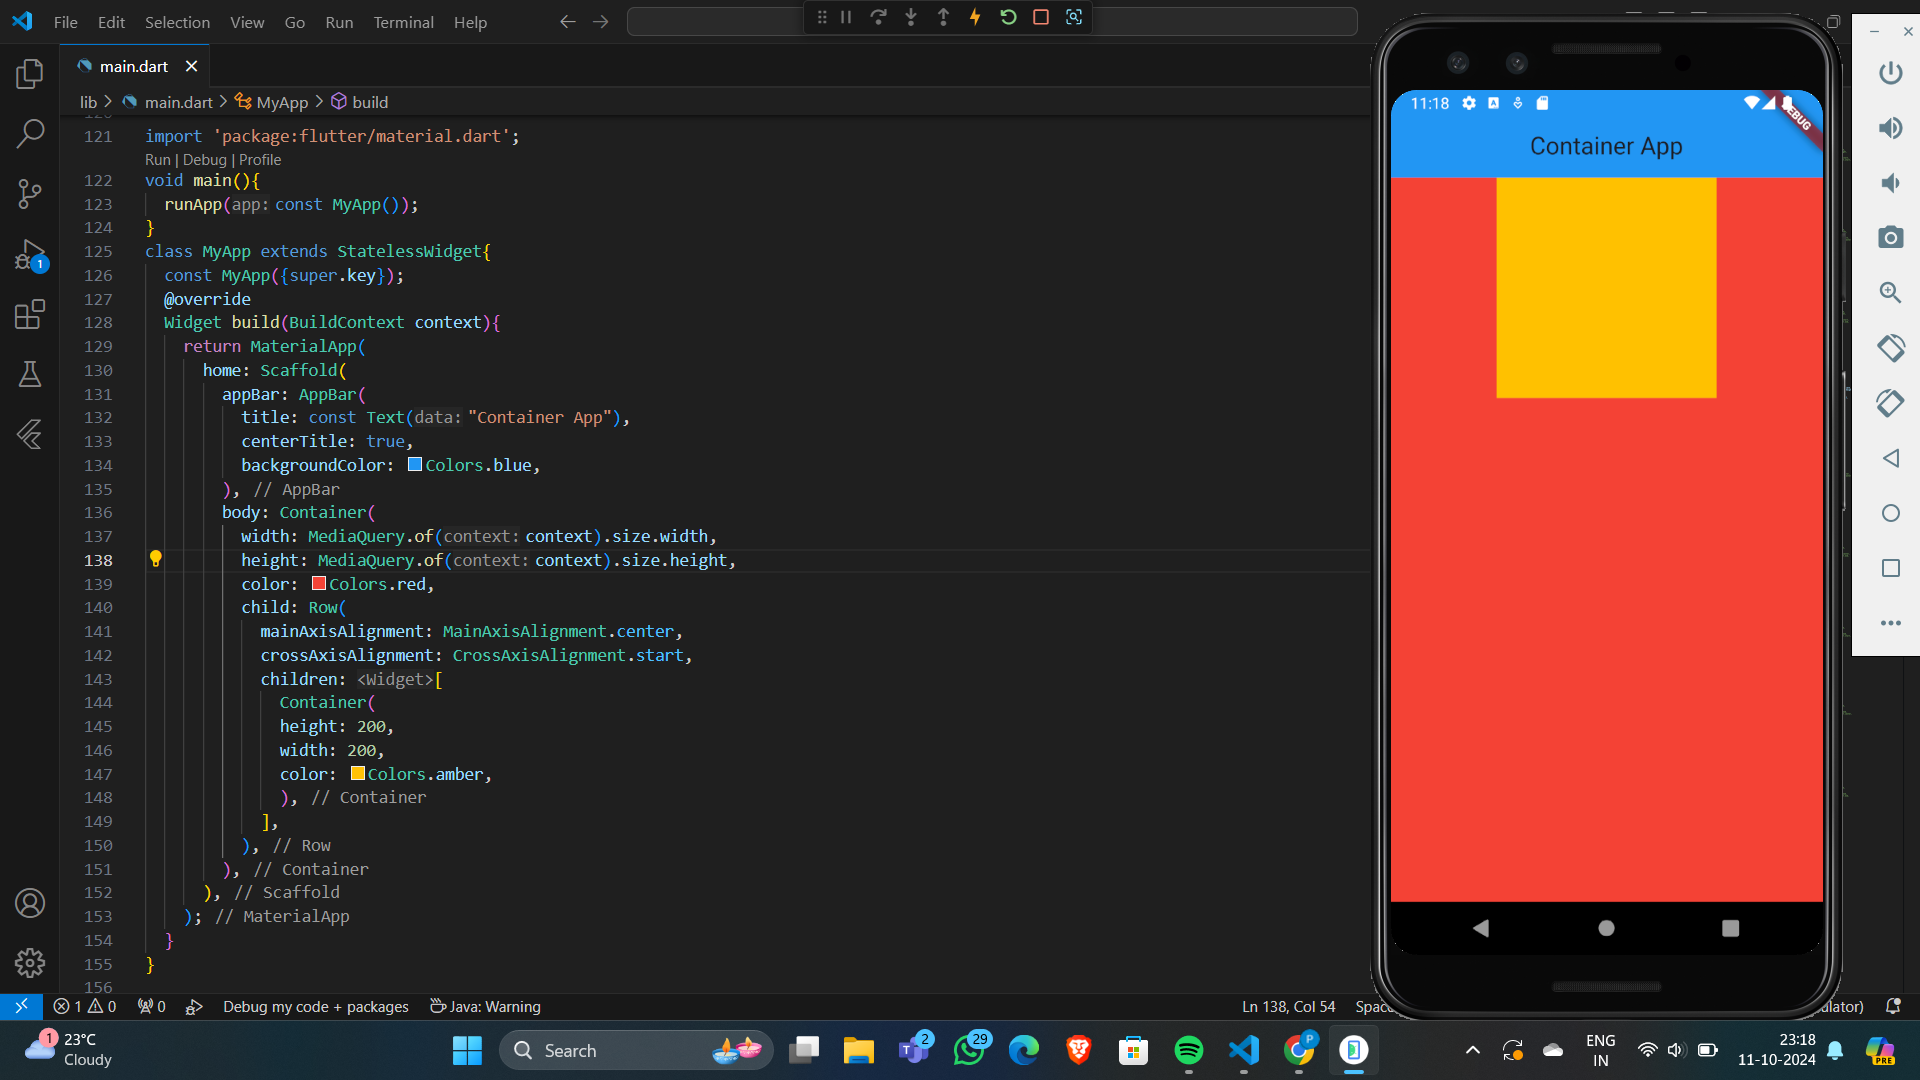 File Edit Selection View Go Run Terminal Help
main.dart
lib > main.dart > MyApp > build
121 import 'package:flutter/material.dart';
Run | Debug | Profile
122 void main(){
123 runApp(app: const MyApp());
124 }
125 class MyApp extends StatelessWidget{
126 const MyApp({super.key});
127 @override
128 Widget build(BuildContext context){
129 return MaterialApp(
130 home: Scaffold(
131 appBar: AppBar(
132 title: const Text(data: "Container App"),
133 centerTitle: true,
134 backgroundColor: Colors.blue,
135 ), // AppBar
136 body: Container(
137 width: MediaQuery.of(context: context).size.width,
138 height: MediaQuery.of(context: context).size.height,
139 color: Colors.red,
140 child: Row(
141 mainAxisAlignment: MainAxisAlignment.center,
142 crossAxisAlignment: CrossAxisAlignment.start,
143 children: <Widget>[
144 Container(
145 height: 200,
146 width: 200,
147 color: Colors.amber,
148 ), // Container
149 ],
150 ), // Row
151 ), // Container
152 ), // Scaffold
153 ); // MaterialApp
154 }
155 }
156
1
11:18
Container App
1 0 0 Debug my code + packages Java: Warning
Ln 138, Col 54
1 23°C
Cloudy
Search
2
29
P
ENG
IN
23:18
11-10-2024
PRE